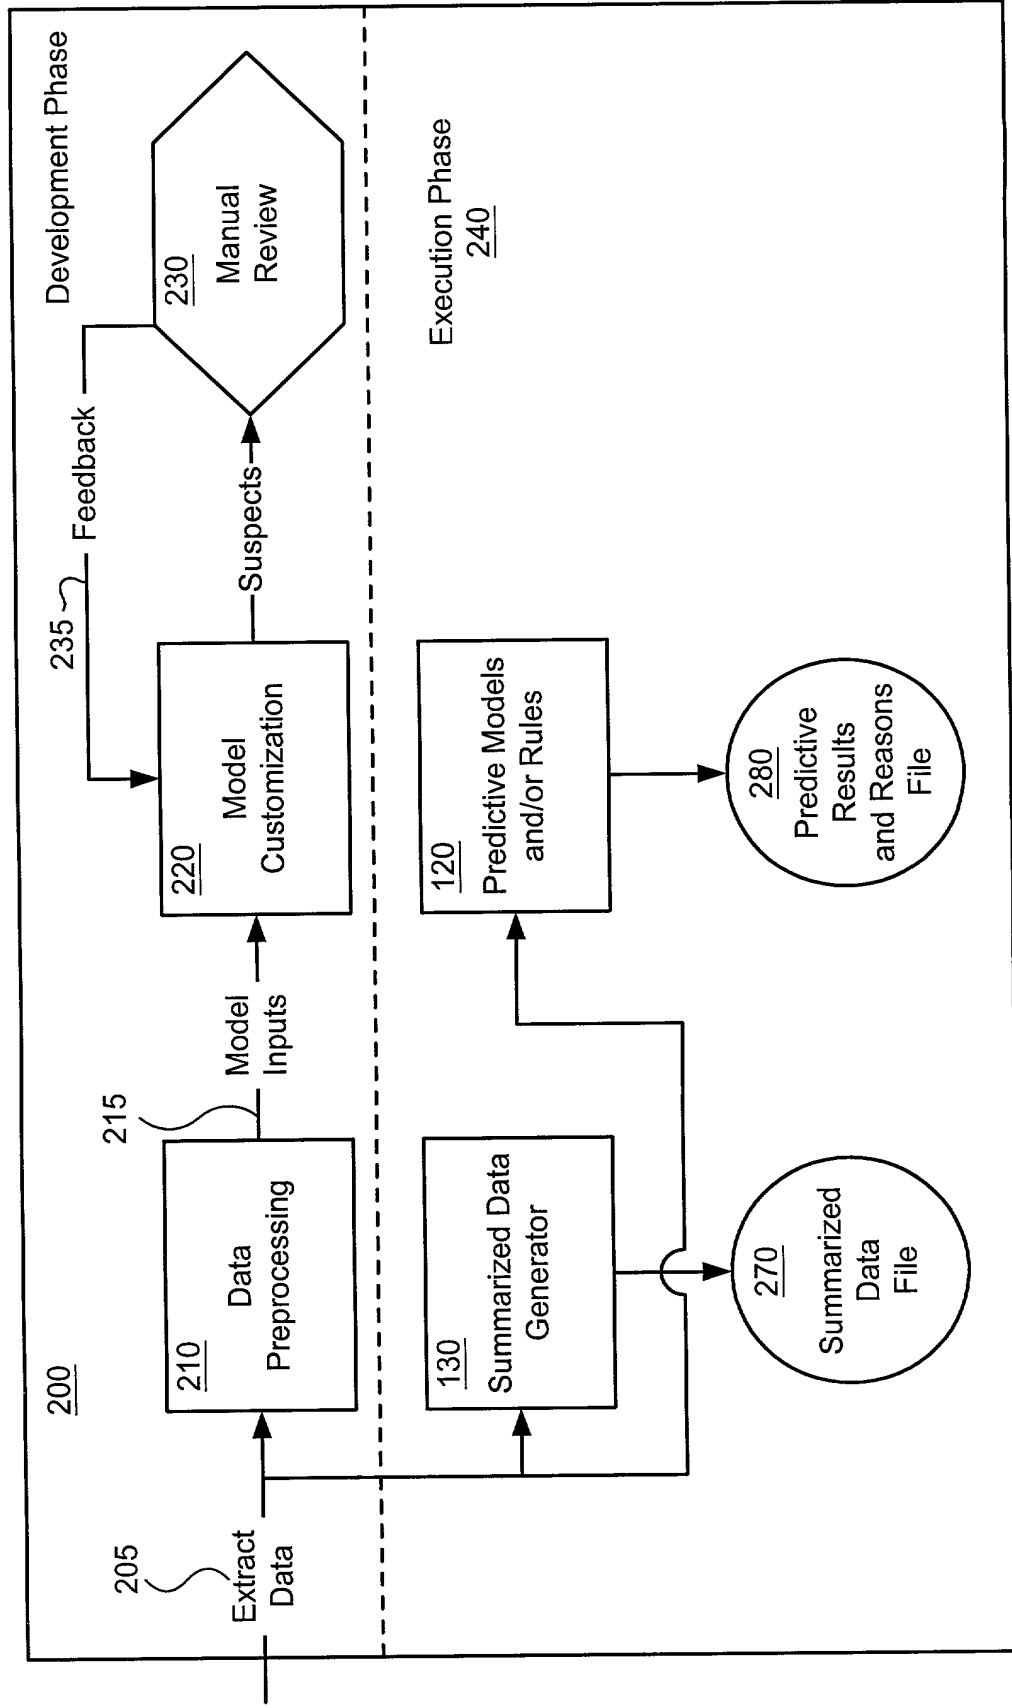 200
Development Phase
235
Feedback
205
Extract
Data
210
Data
Preprocessing
215
Model
Inputs
220
Model
Customization
Suspects
230
Manual
Review
Execution Phase
240
130
Summarized Data
Generator
120
Predictive Models
and/or Rules
270
Summarized
Data
File
280
Predictive
Results
and Reasons
File